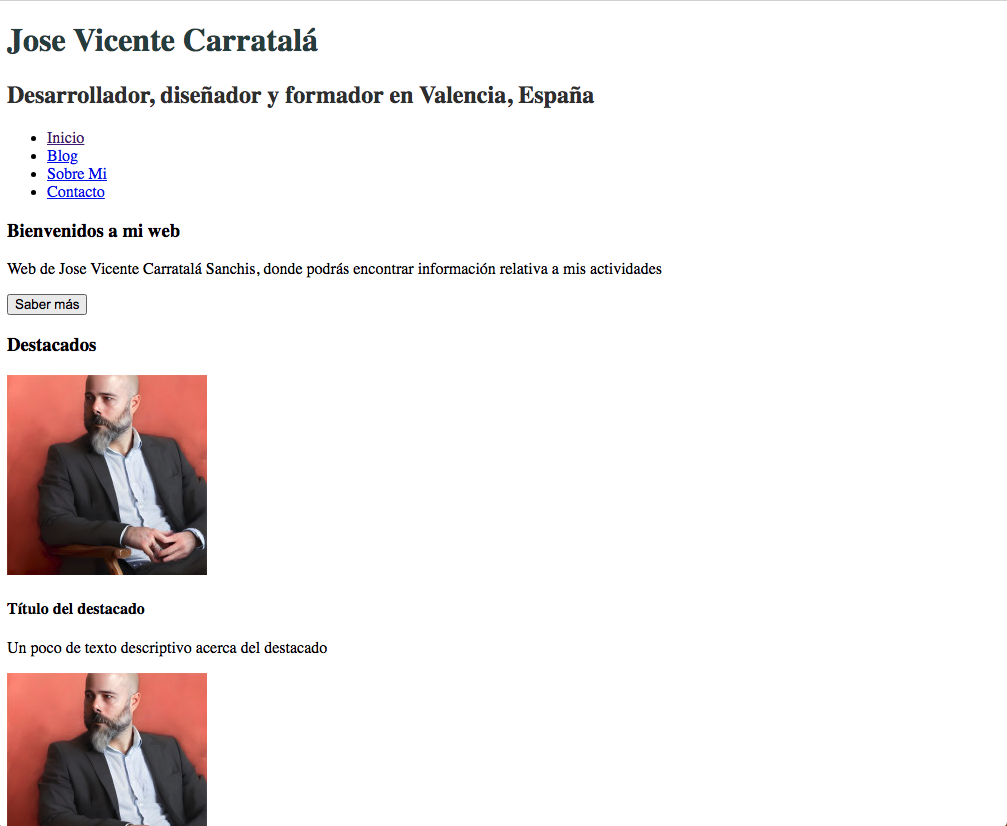 Jose Vicente Carratalá
Desarrollador, diseñador y formador en Valencia, España
Inicio
Blog
Sobre Mi
Contacto
Bienvenidos a mi web
Web de Jose Vicente Carratalá Sanchis, donde podrás encontrar información relativa a mis actividades
Saber más
Destacados
Título del destacado
Un poco de texto descriptivo acerca del destacado